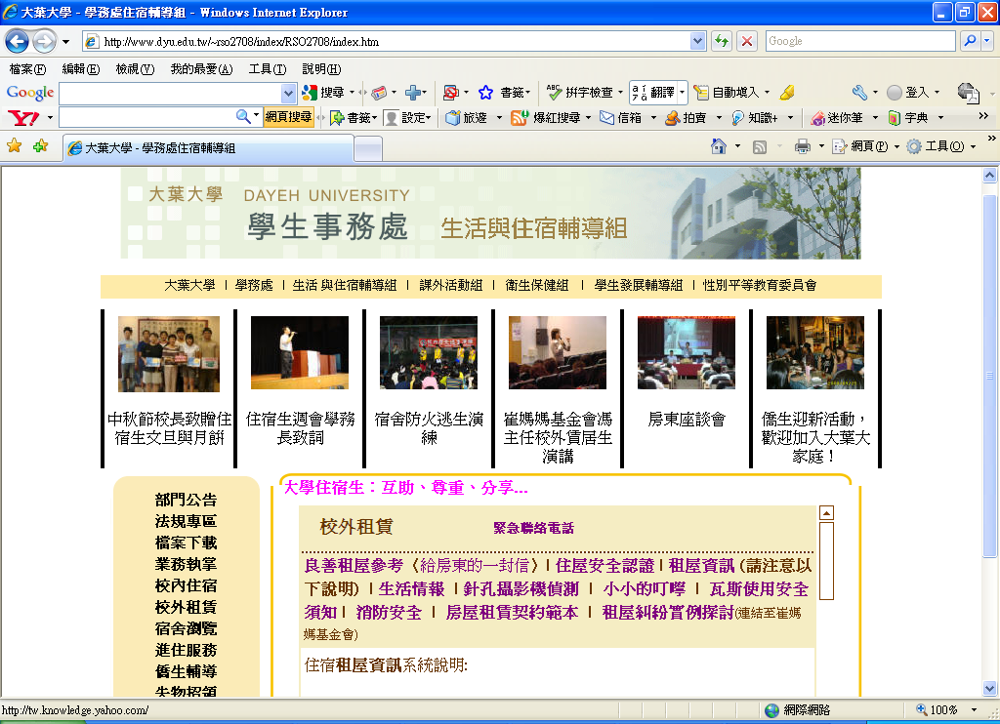 大葉大學 - 學務處住宿輔導組 - Windows Internet Explorer
http://www.dyu.edu.tw/~rso2708/index/RSO2708/index.htm
Google
檔案(F) 編輯(E) 檢視(V) 我的最愛(A) 工具(T) 說明(H)
Google 搜尋 書籤 拼字檢查 翻譯 自動填入 登入
Y! 網頁搜尋 書籤 設定 旅遊 爆紅搜尋 信箱 拍賣 知識+ 迷你筆 字典
大葉大學 - 學務處住宿輔導組 網頁(P) 工具(O)
大葉大學 DAYEH UNIVERSITY
學生事務處 生活與住宿輔導組
大葉大學 | 學務處 | 生活 與住宿輔導組 | 課外活動組 | 衛生保健組 | 學生發展輔導組 | 性別平等教育委員會
中秋節校長致贈住宿生文旦與月餅
住宿生週會學務長致詞
宿舍防火逃生演練
崔媽媽基金會馮主任校外賃居生演講
房東座談會
僑生迎新活動，歡迎加入大葉大家庭！
部門公告
法規專區
檔案下載
業務執掌
校內住宿
校外租賃
宿舍瀏覽
進住服務
僑生輔導
失物招領
大學住宿生：互助、尊重、分享...
校外租賃 緊急聯絡電話
良善租屋參考〈給房東的一封信〉| 住屋安全認證 | 租屋資訊 (請注意以
下說明) | 生活情報 | 針孔攝影機偵測 | 小小的叮嚀 | 瓦斯使用安全
須知 | 消防安全 | 房屋租賃契約範本 | 租屋糾紛實例探討(連結至崔媽
媽基金會)
住宿租屋資訊系統說明:
http://tw.knowledge.yahoo.com/ 網際網路 100%